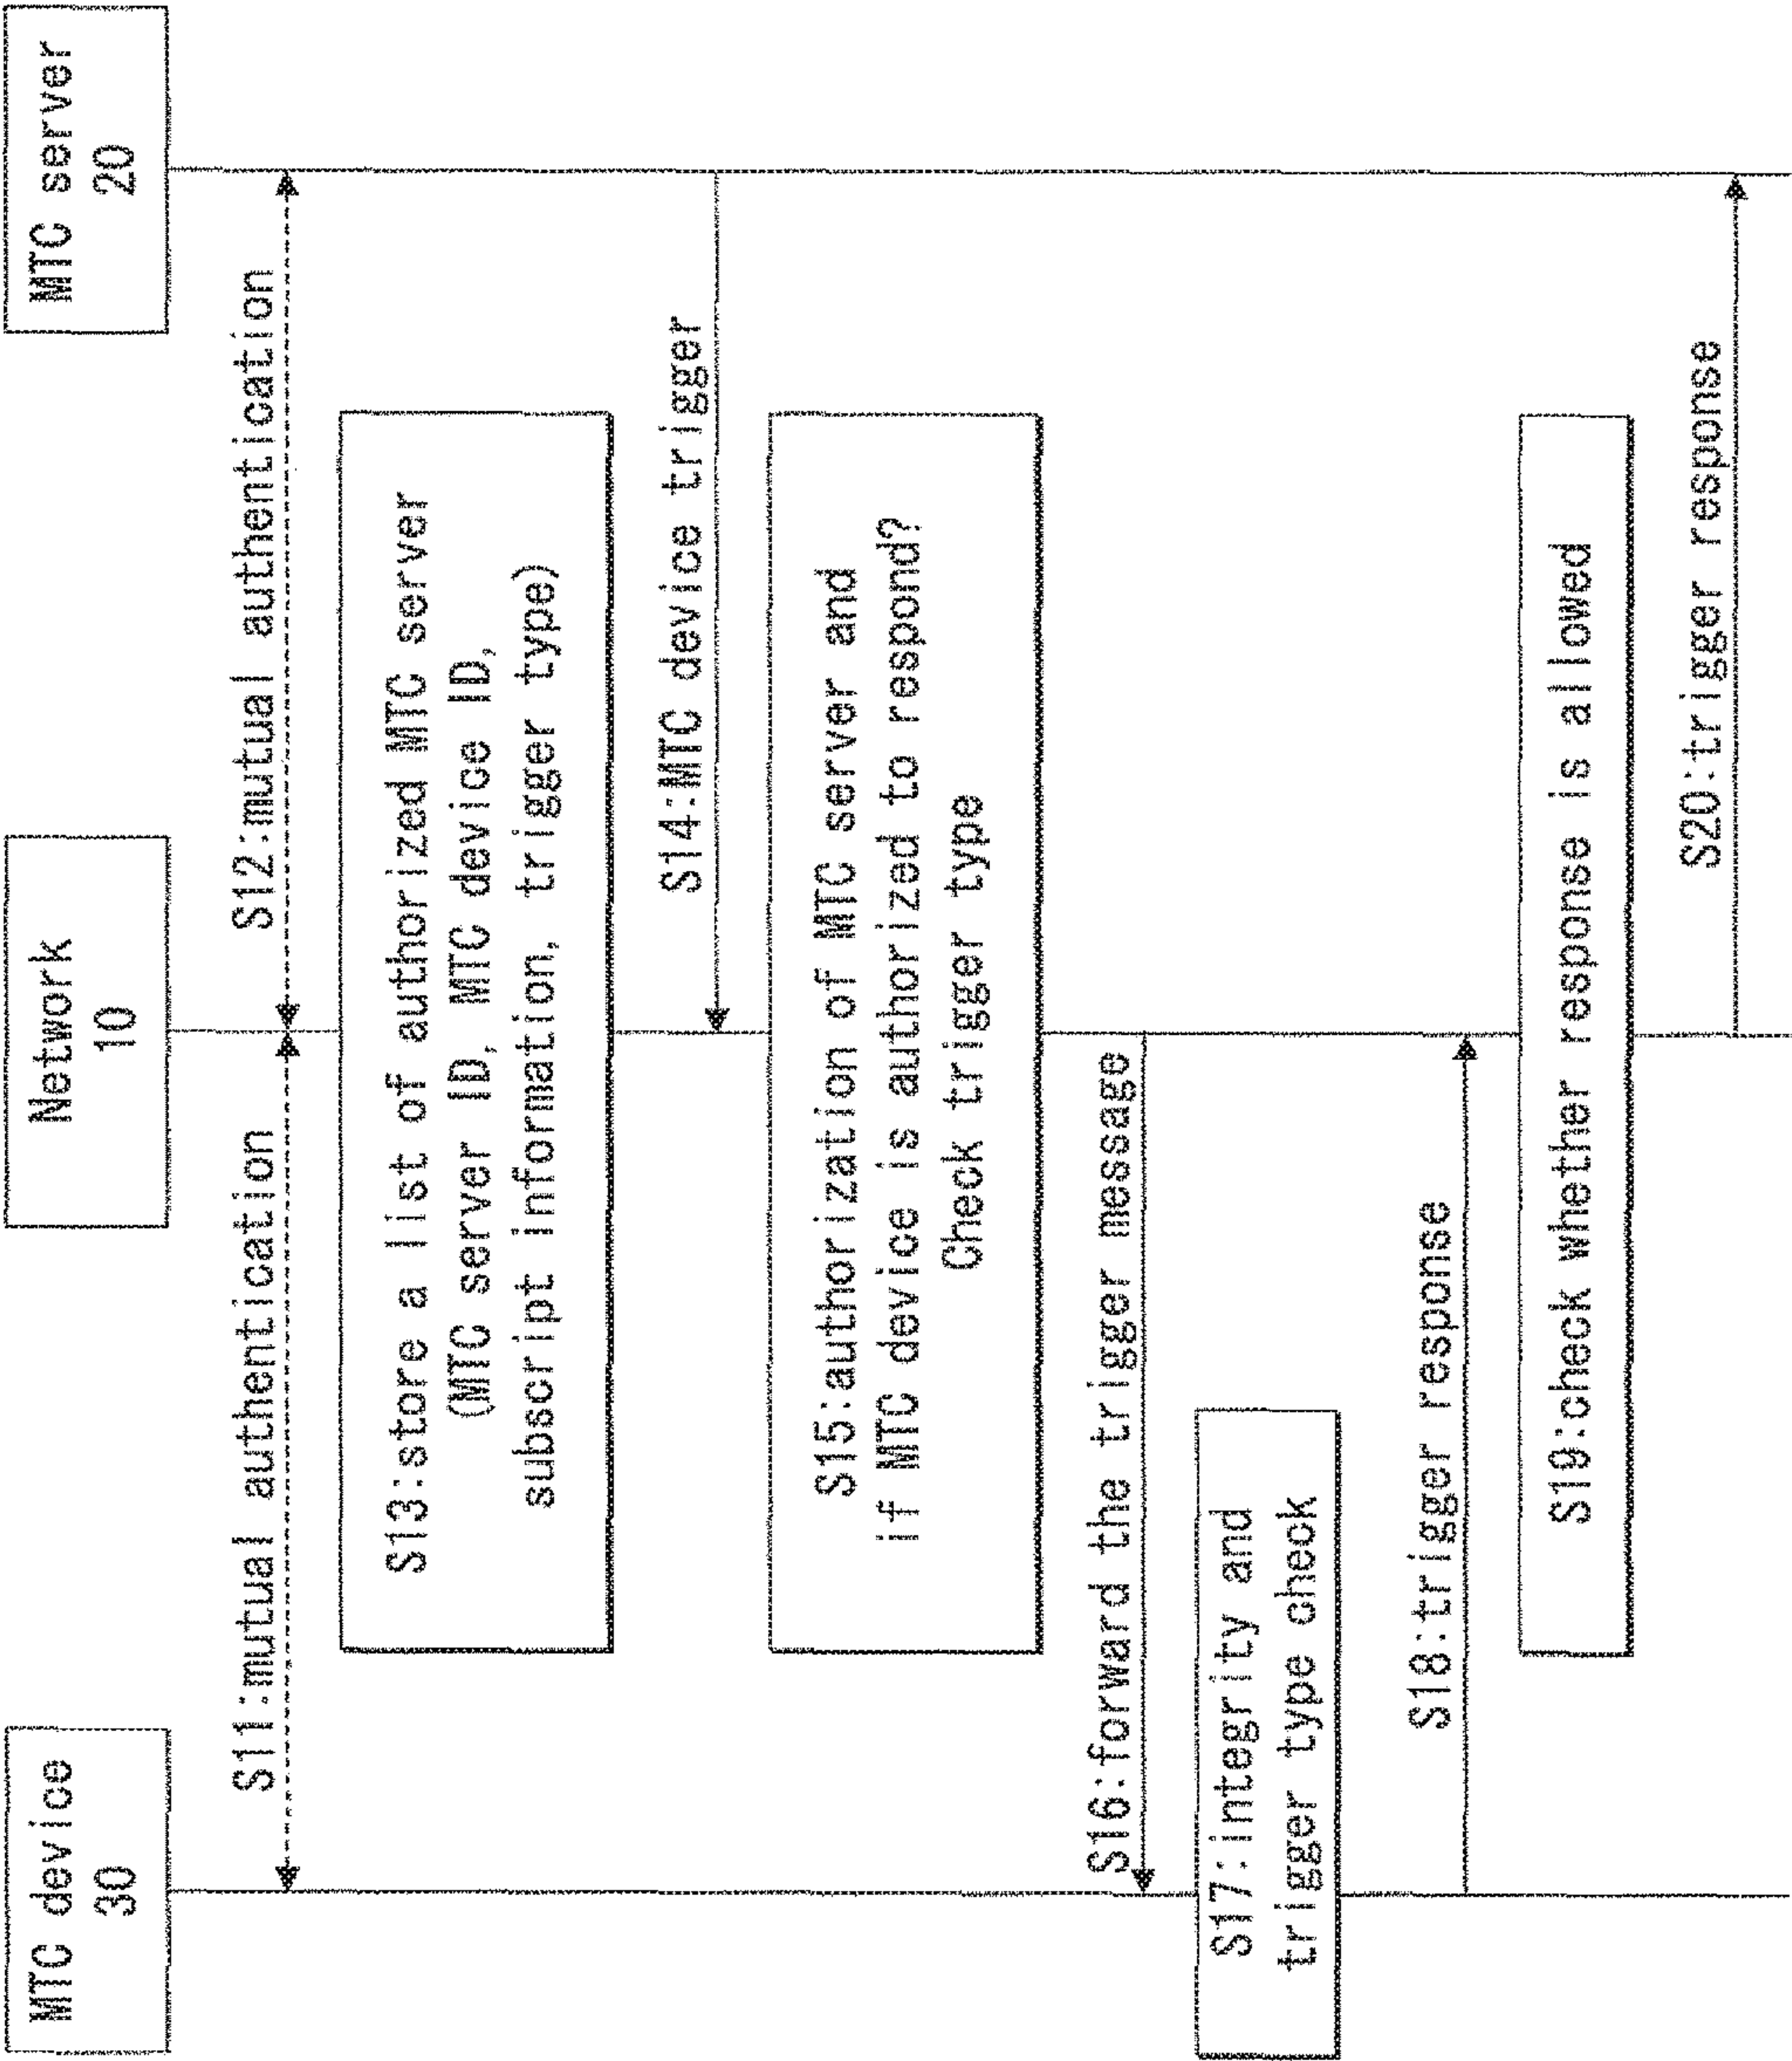 MTC device
30
Network
10
MTC server
20
S11:mutual authentication
S12:mutual authentication
S13:store a list of authorized MTC server
(MTC server ID, MTC device ID,
subscript information, trigger type)
S14:MTC device trigger
S15:authorization of MTC server and
if MTC device is authorized to respond?
Check trigger type
S16:forward the trigger message
S17:integrity and
trigger type check
S18:trigger response
S19:check whether response is allowed
S20:trigger response